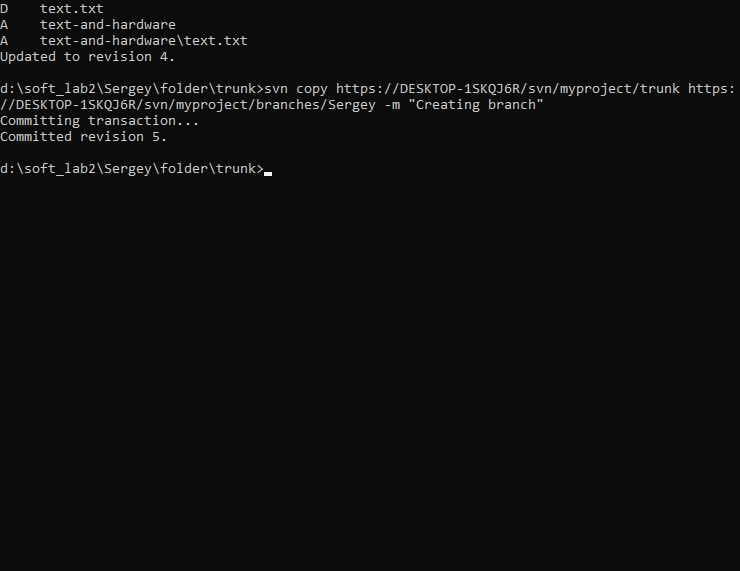 D    text.txt
A    text-and-hardware
A    text-and-hardware\text.txt
Updated to revision 4.
d:\soft_lab2\Sergey\folder\trunk>svn copy https://DESKTOP-1SKQJ6R/svn/myproject/trunk https:
//DESKTOP-1SKQJ6R/svn/myproject/branches/Sergey -m "Creating branch"
Committing transaction...
Committed revision 5.
d:\soft_lab2\Sergey\folder\trunk>